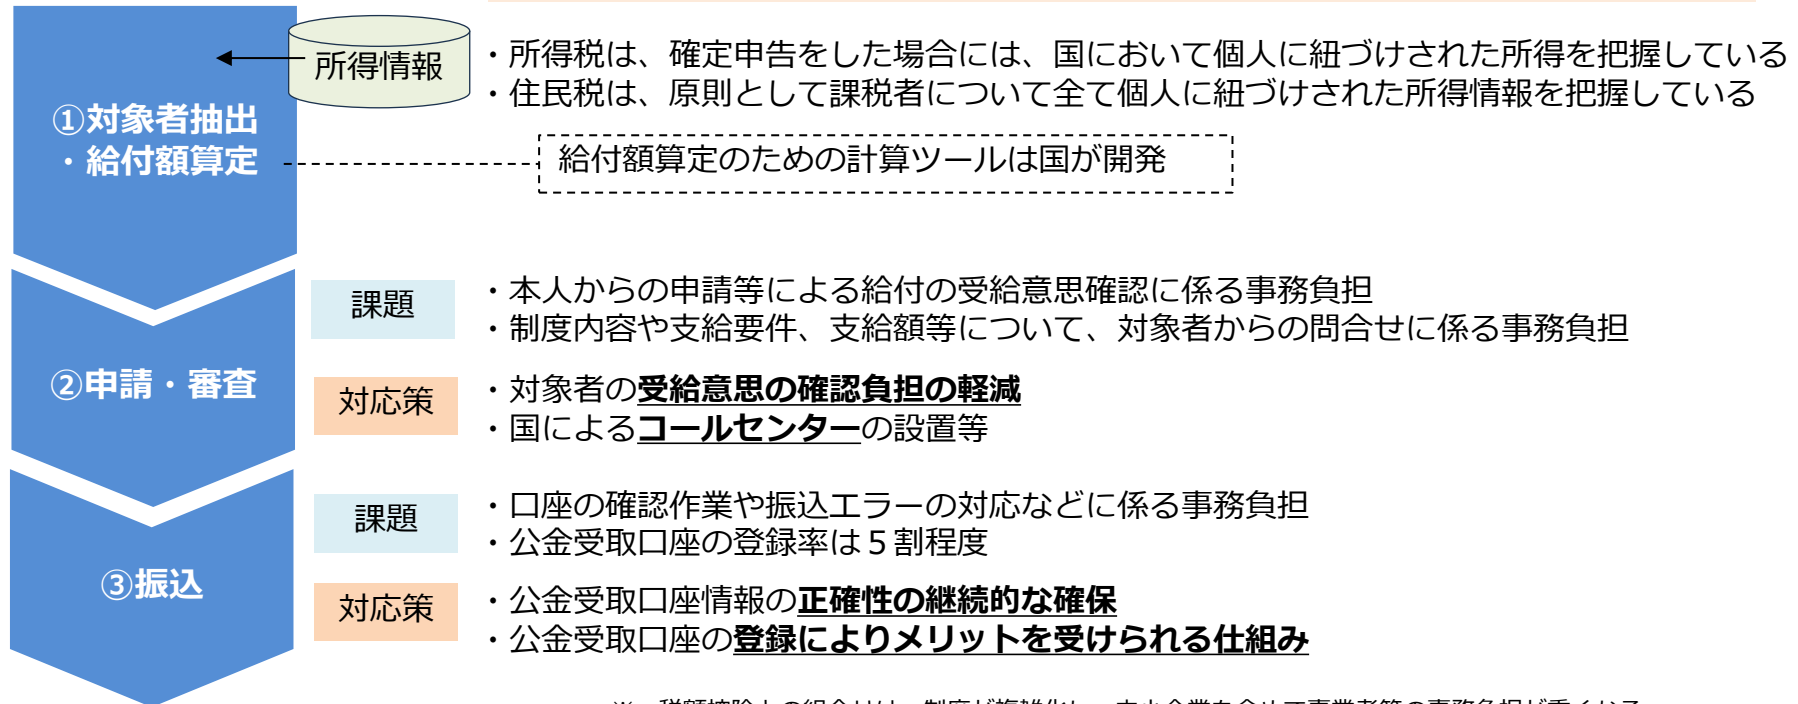 所得情報
・所得税は、確定申告をした場合には、国において個人に紐づけされた所得を把握している
・住民税は、原則として課税者について全て個人に紐づけされた所得情報を把握している
①対象者抽出
・給付額算定
給付額算定のための計算ツールは国が開発
課題
・本人からの申請等による給付の受給意思確認に係る事務負担
・制度内容や支給要件、支給額等について、対象者からの問合せに係る事務負担
②申請・審査
対応策
・対象者の受給意思の確認負担の軽減
・国によるコールセンターの設置等
課題
・口座の確認作業や振込エラーの対応などに係る事務負担
・公金受取口座の登録率は５割程度
③振込
対応策
・公金受取口座情報の正確性の継続的な確保
・公金受取口座の登録によりメリットを受けられる仕組み